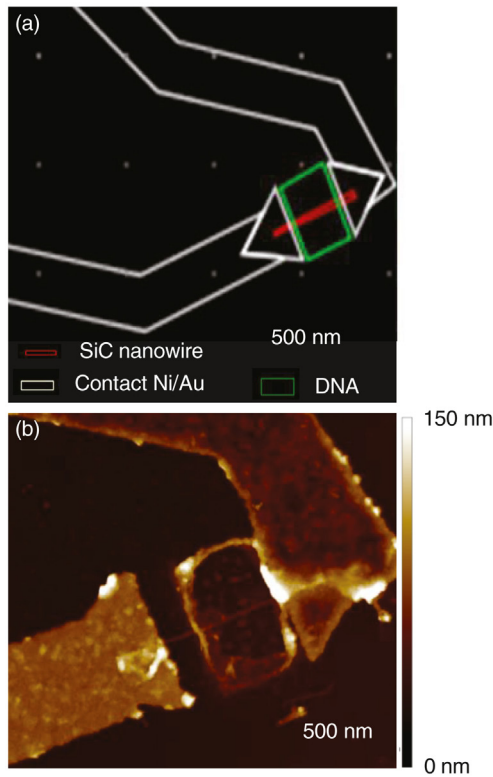 (a)
500 nm
SiC nanowire
Contact Ni/Au
DNA
(b)
150 nm
500 nm
0 nm